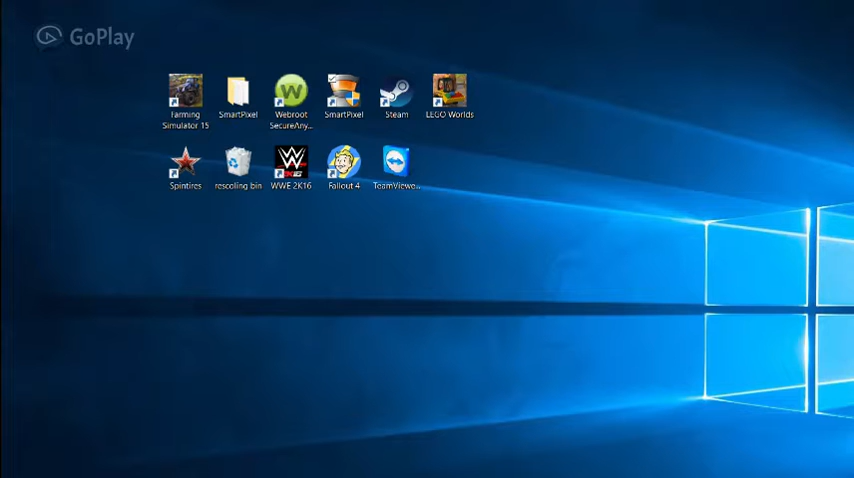 GoPlay
Farming
Simulator 15
SmartPixel
Webroot
SecureAny...
SmartPixel
Steam
LEGO Worlds
Spintires
rescoling bin
WWE 2K16
Fallout 4
TeamViewe...